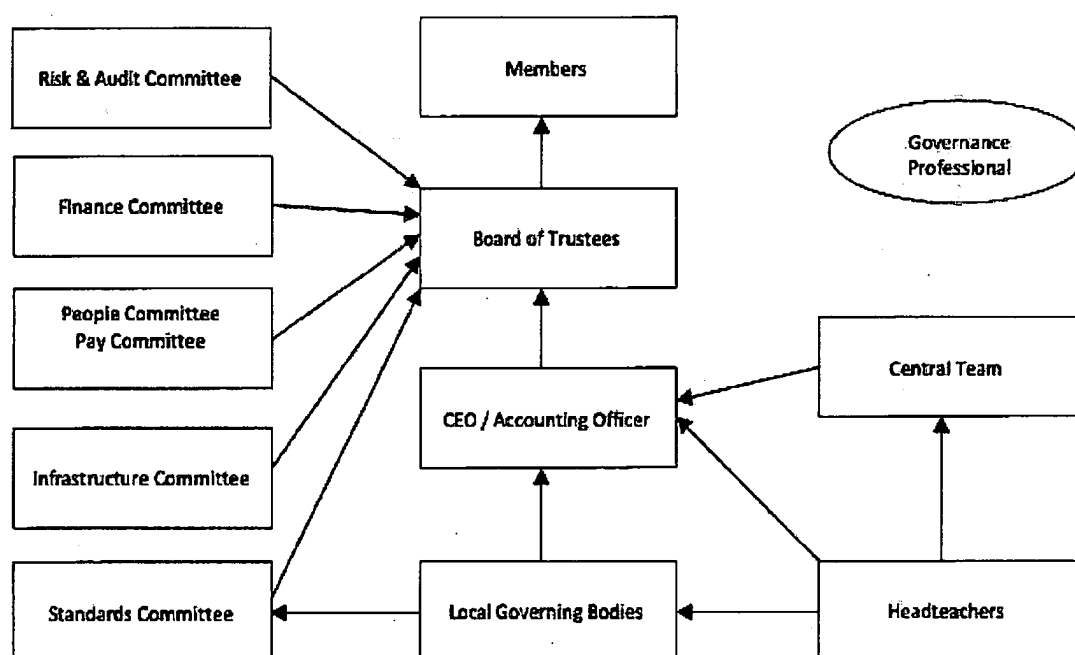 Risk & Audit Committee
Members
Governance
Professional
Finance Committee
Board of Trustees
People Committee
Pay Committee
Central Team
CEO / Accounting Officer
Infrastructure Committee
Standards Committee
Local Governing Bodies
Headteachers